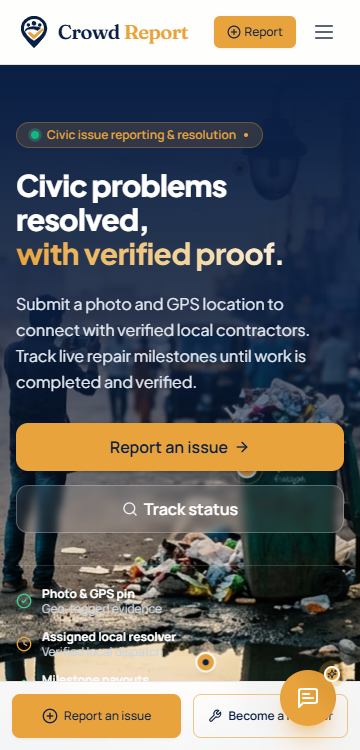 Crowd Report
Report
Civic issue reporting & resolution
Civic problems
resolved,
with verified proof.
Submit a photo and GPS location to
connect with verified local contractors.
Track live repair milestones until work is
completed and verified.
Report an issue →
Track status
Photo & GPS pin
Geo-tagged evidence
Assigned local resolver
Verified local
Milestone payouts
Report an issue
Become a